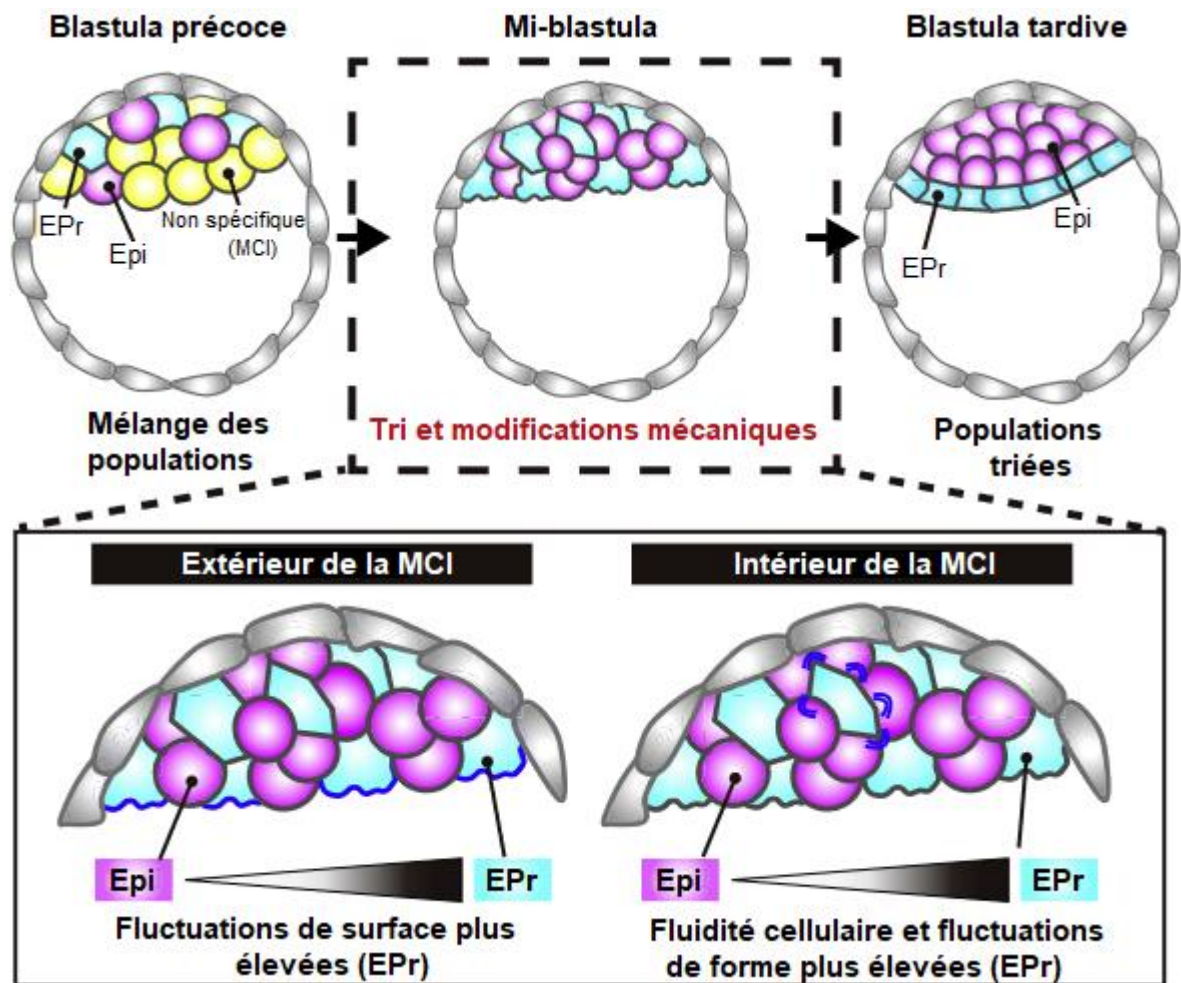 Blastula précoce
Mi-blastula
Blastula tardive
EPr
Epi
Non spécifique
(MCI)
Epi
EPr
Mélange des
populations
Tri et modifications mécaniques
Populations
triées
Extérieur de la MCI
Intérieur de la MCI
Epi
EPr
Epi
EPr
Fluctuations de surface plus
élevées (EPr)
Fluidité cellulaire et fluctuations
de forme plus élevées (EPr)